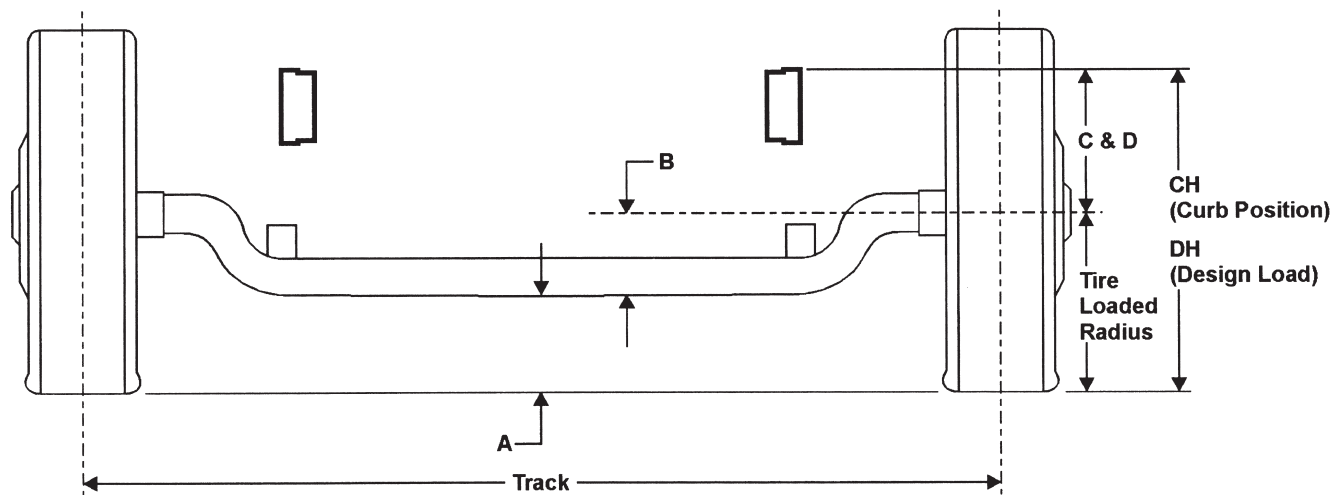 B
C & D
CH
(Curb Position)
DH
(Design Load)
Tire
Loaded
Radius
A
Track